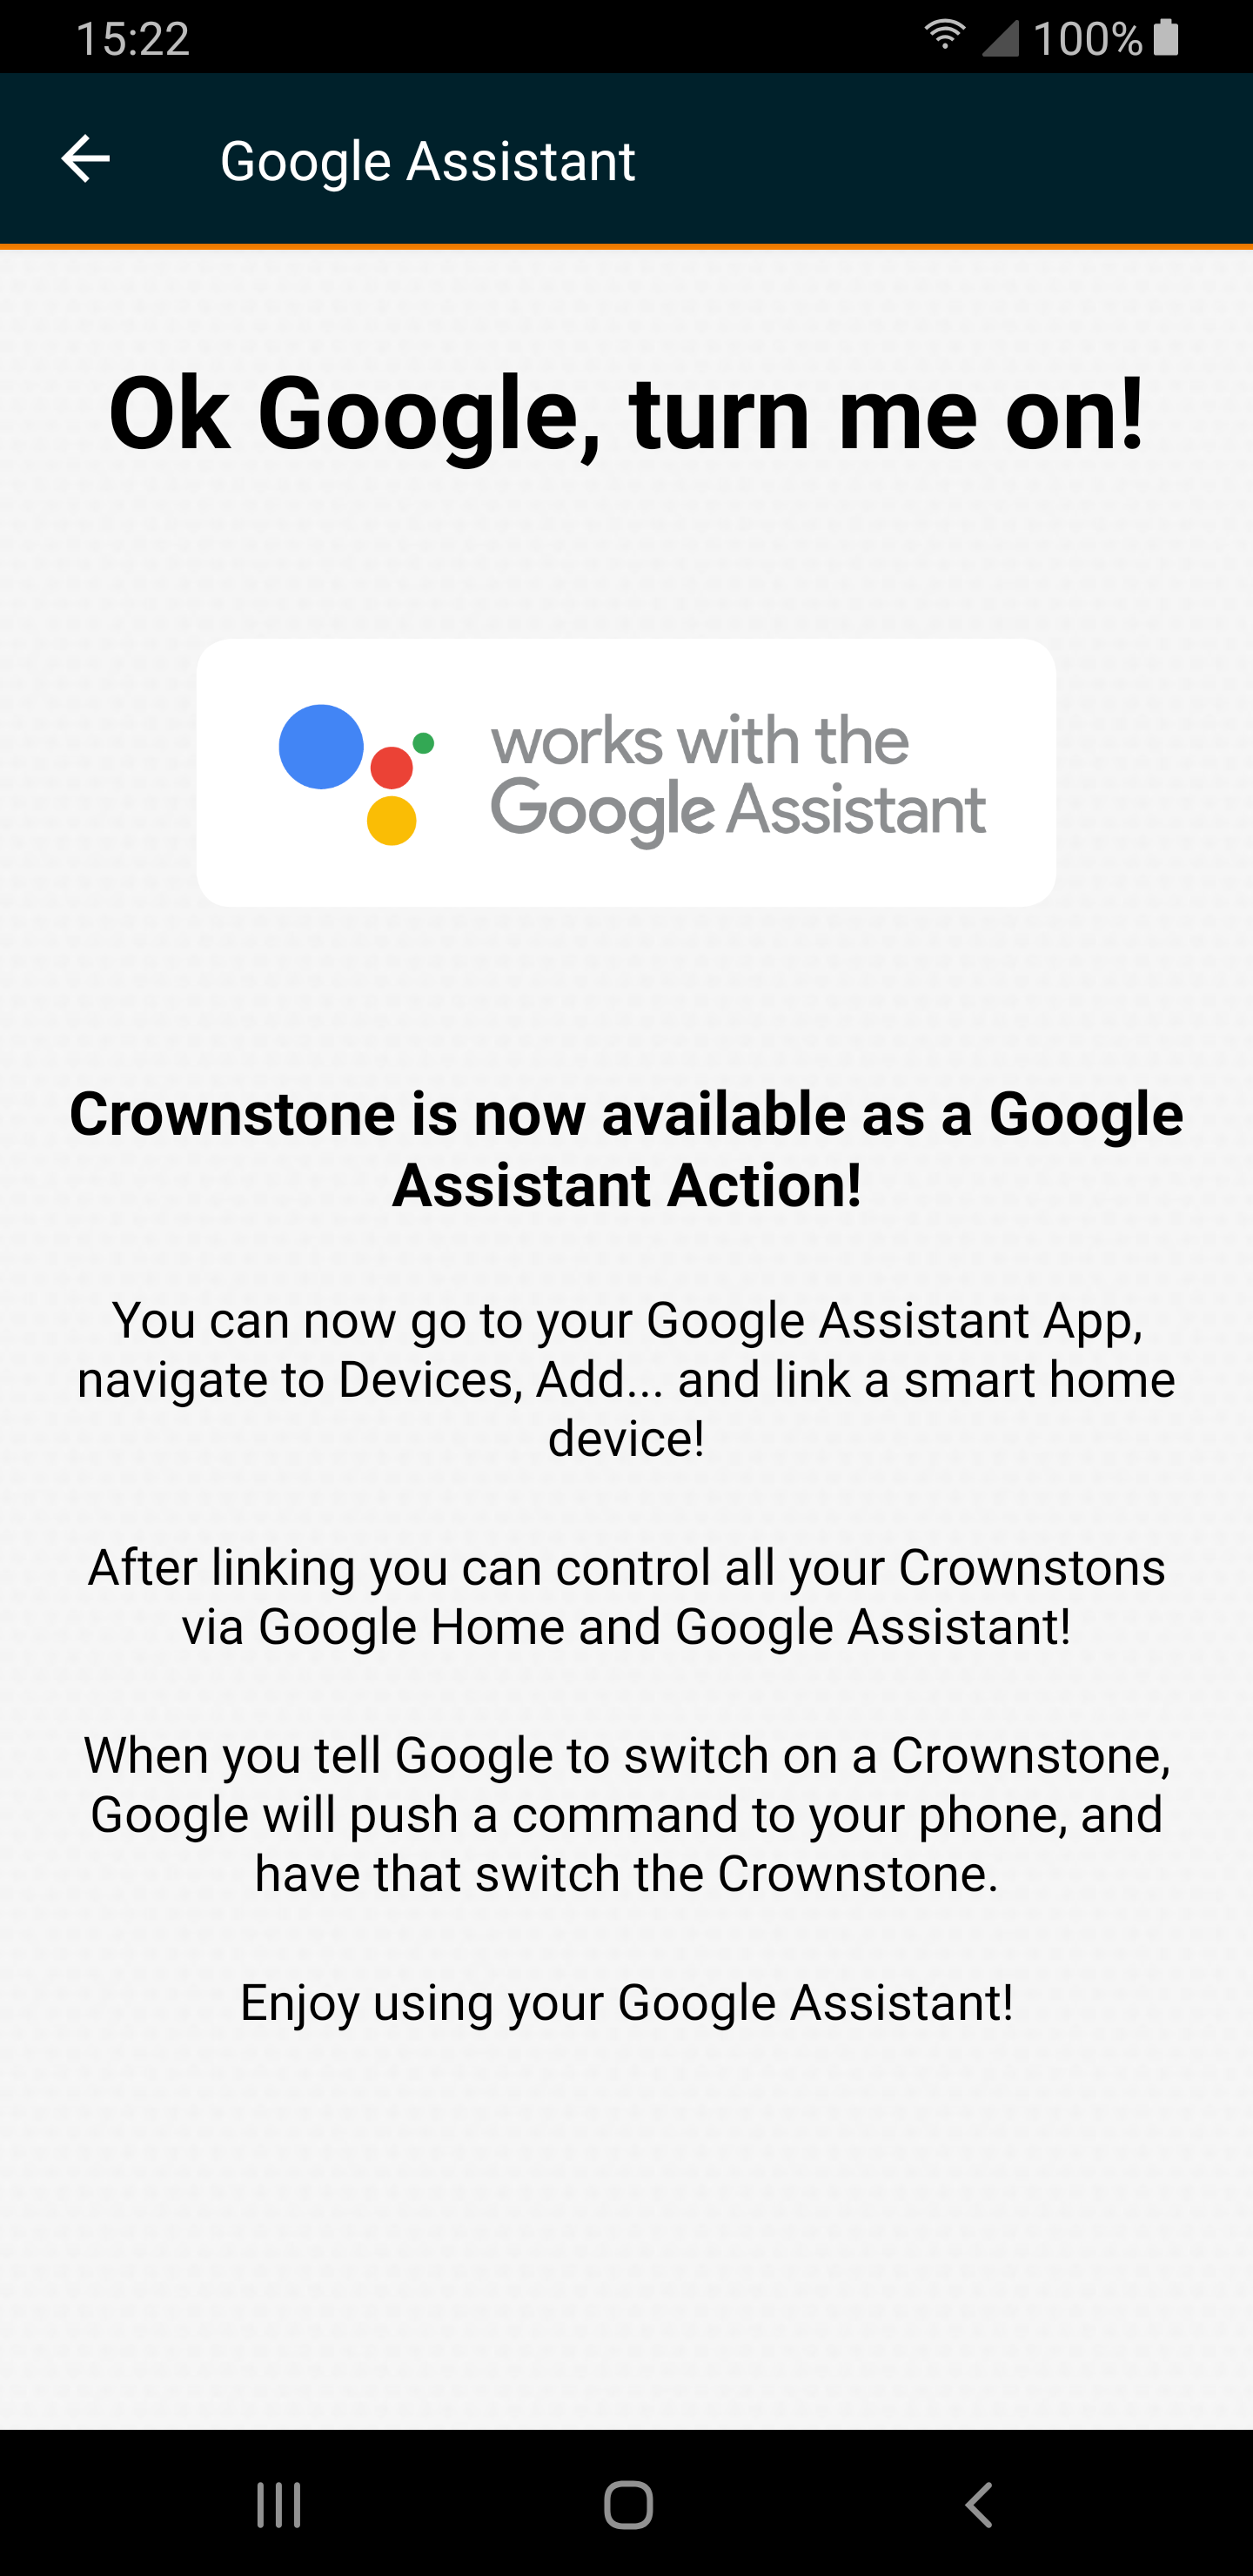 15:22
100%
Google Assistant
Ok Google, turn me on!
works with the
Google Assistant
Crownstone is now available as a Google
Assistant Action!
You can now go to your Google Assistant App,
navigate to Devices, Add... and link a smart home
device!
After linking you can control all your Crownstons
via Google Home and Google Assistant!
When you tell Google to switch on a Crownstone,
Google will push a command to your phone, and
have that switch the Crownstone.
Enjoy using your Google Assistant!